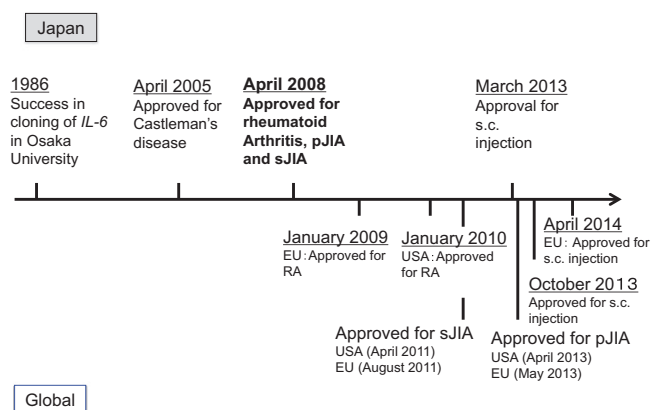 Japan
1986
Success in
cloning of IL-6
in Osaka
University
April 2005
Approved for
Castleman's
disease
April 2008
Approved for
rheumatoid
Arthritis, pJIA
and sJIA
March 2013
Approval for
s.c.
injection
January 2009
EU:Approved for
RA
January 2010
USA:Approved
for RA
April 2014
EU: Approved for
s.c. injection
October 2013
Approved for s.c.
injection
Approved for sJIA
USA (April 2011)
EU (August 2011)
Approved for pJIA
USA (April 2013)
EU (May 2013)
Global